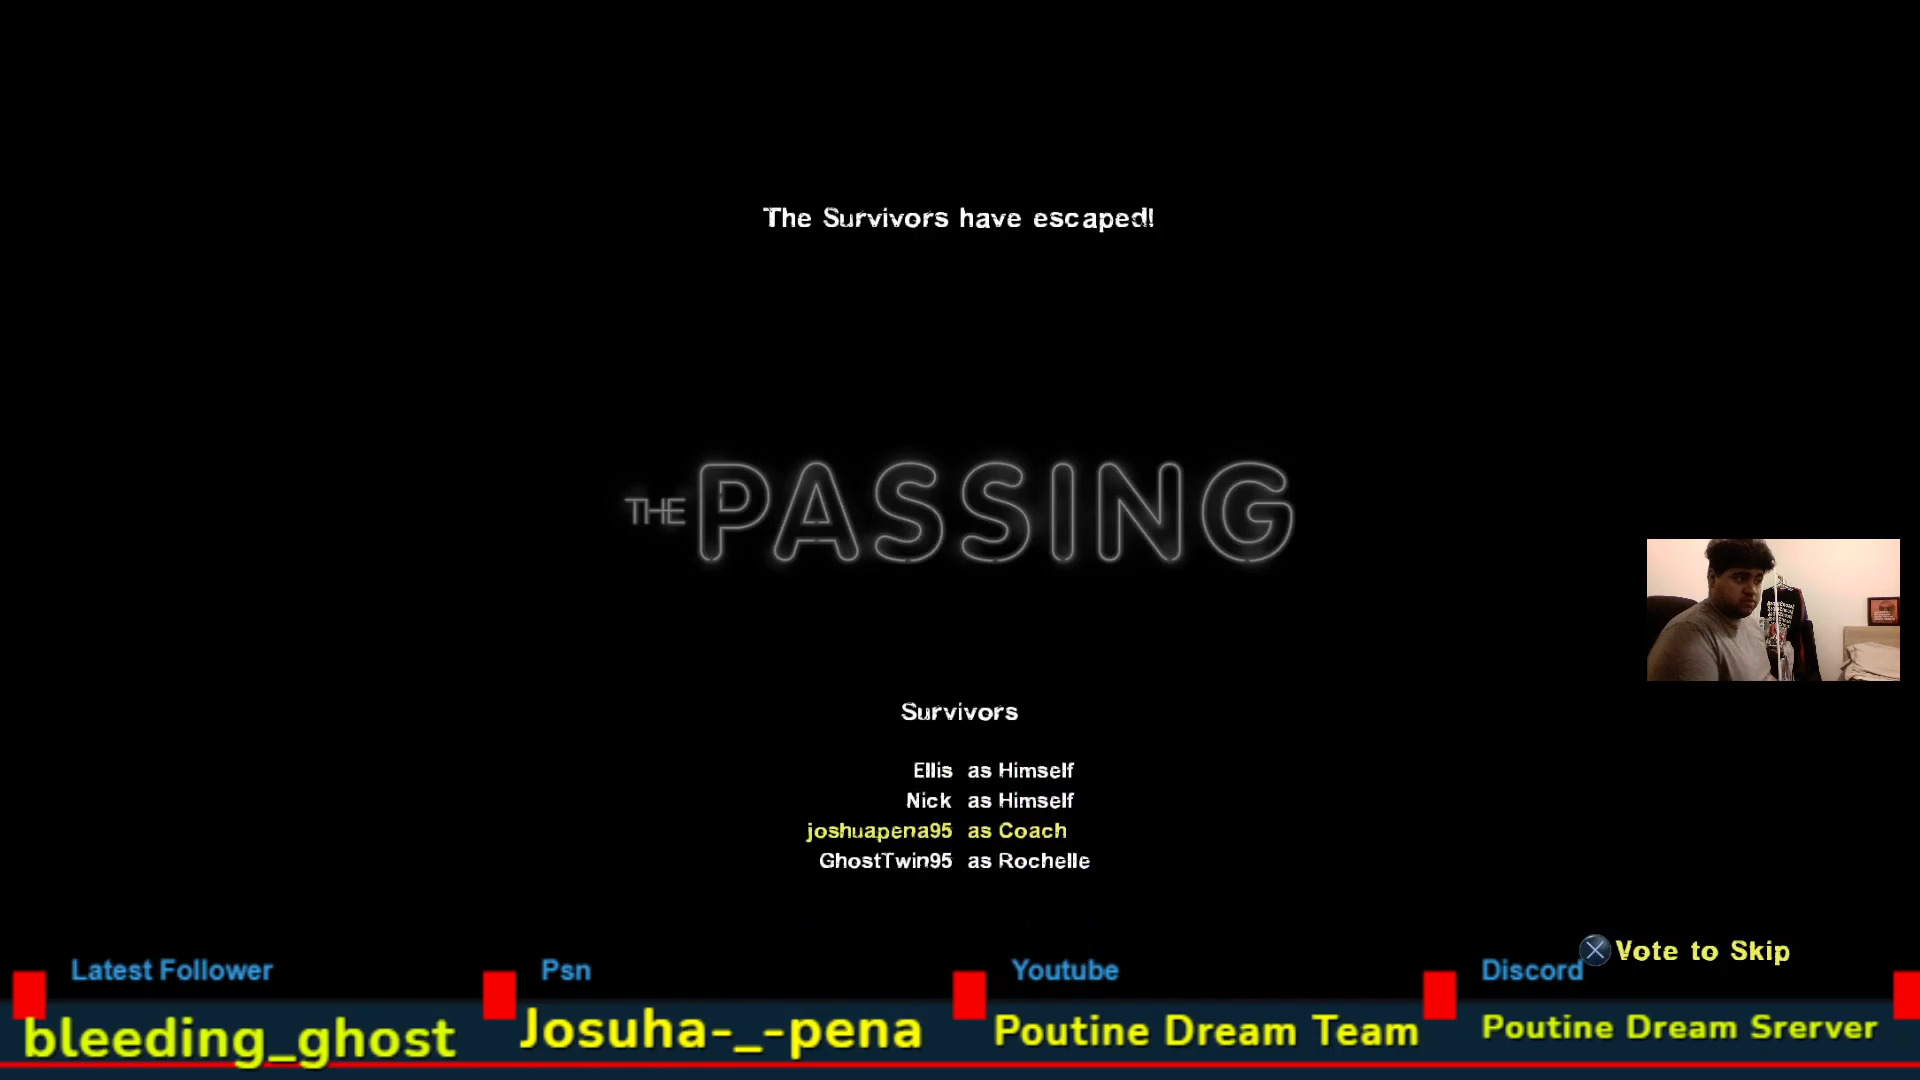 The Survivors have escaped!
THE PASSING
Survivors
Ellis as Himself
Nick as Himself
joshuapena95 as Coach
GhostTwin95 as Rochelle
Vote to Skip
Latest Follower
bleeding_ghost
Psn
Josuha-_-pena
Youtube
Poutine Dream Team
Discord
Poutine Dream Srerver